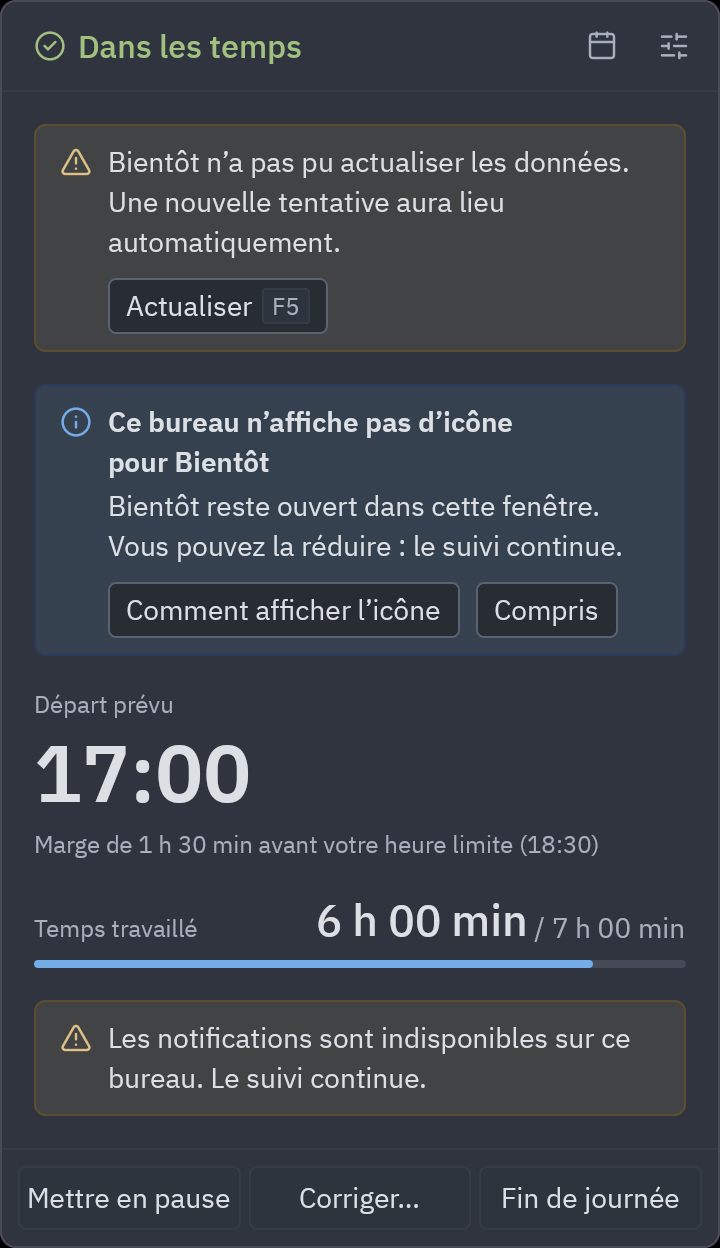 Dans les temps
Bientôt n’a pas pu actualiser les données.
Une nouvelle tentative aura lieu
automatiquement.
Actualiser F5
Ce bureau n’affiche pas d’icône
pour Bientôt
Bientôt reste ouvert dans cette fenêtre.
Vous pouvez la réduire : le suivi continue.
Comment afficher l’icône Compris
Départ prévu
17:00
Marge de 1 h 30 min avant votre heure limite (18:30)
Temps travaillé 6 h 00 min / 7 h 00 min
Les notifications sont indisponibles sur ce
bureau. Le suivi continue.
Mettre en pause Corriger… Fin de journée